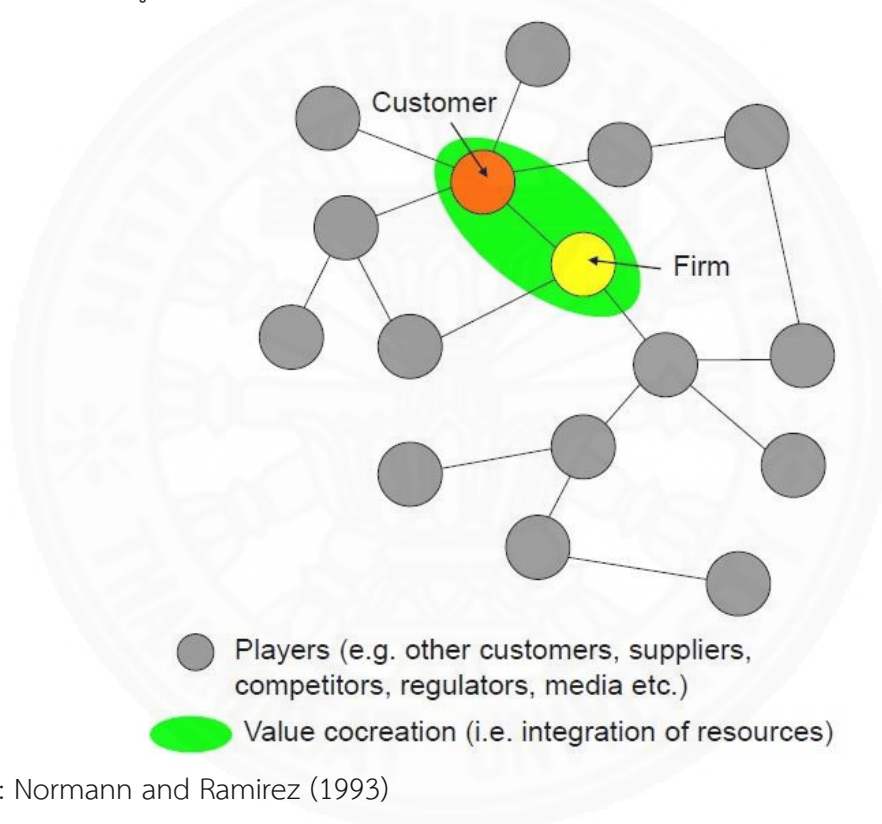 Customer
Firm
Players (e.g. other customers, suppliers,
competitors, regulators, media etc.)
Value cocreation (i.e. integration of resources)
: Normann and Ramirez (1993)